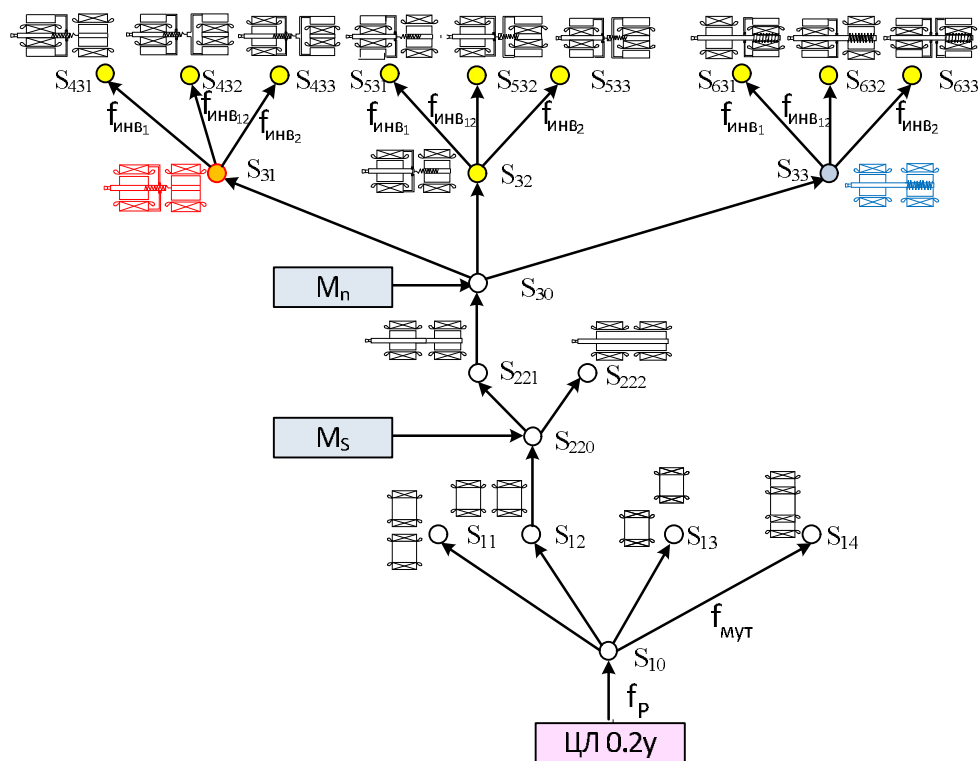 S431 S432 S433 S531 S532 S533 S631 S632 S633
fинв1 fинв12 fинв2 fинв1 fинв12 fинв2 fинв1 fинв12 fинв2
S31 S32 S33
Mn S30
S221 S222
MS S220
S11 S12 S13 S14
fмут
S10
fP
ЦЛ 0.2y